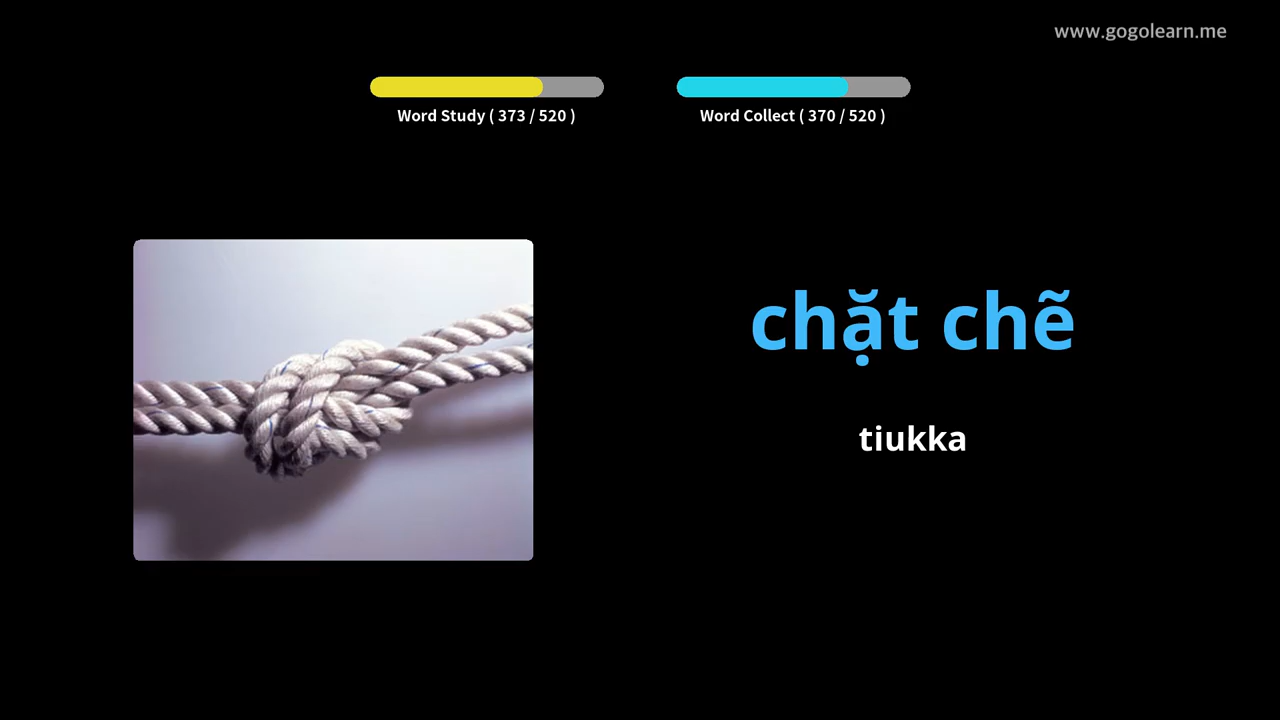 www.gogolearn.me
Word Study ( 373 / 520 )
Word Collect ( 370 / 520 )
chặt chẽ
tiukka